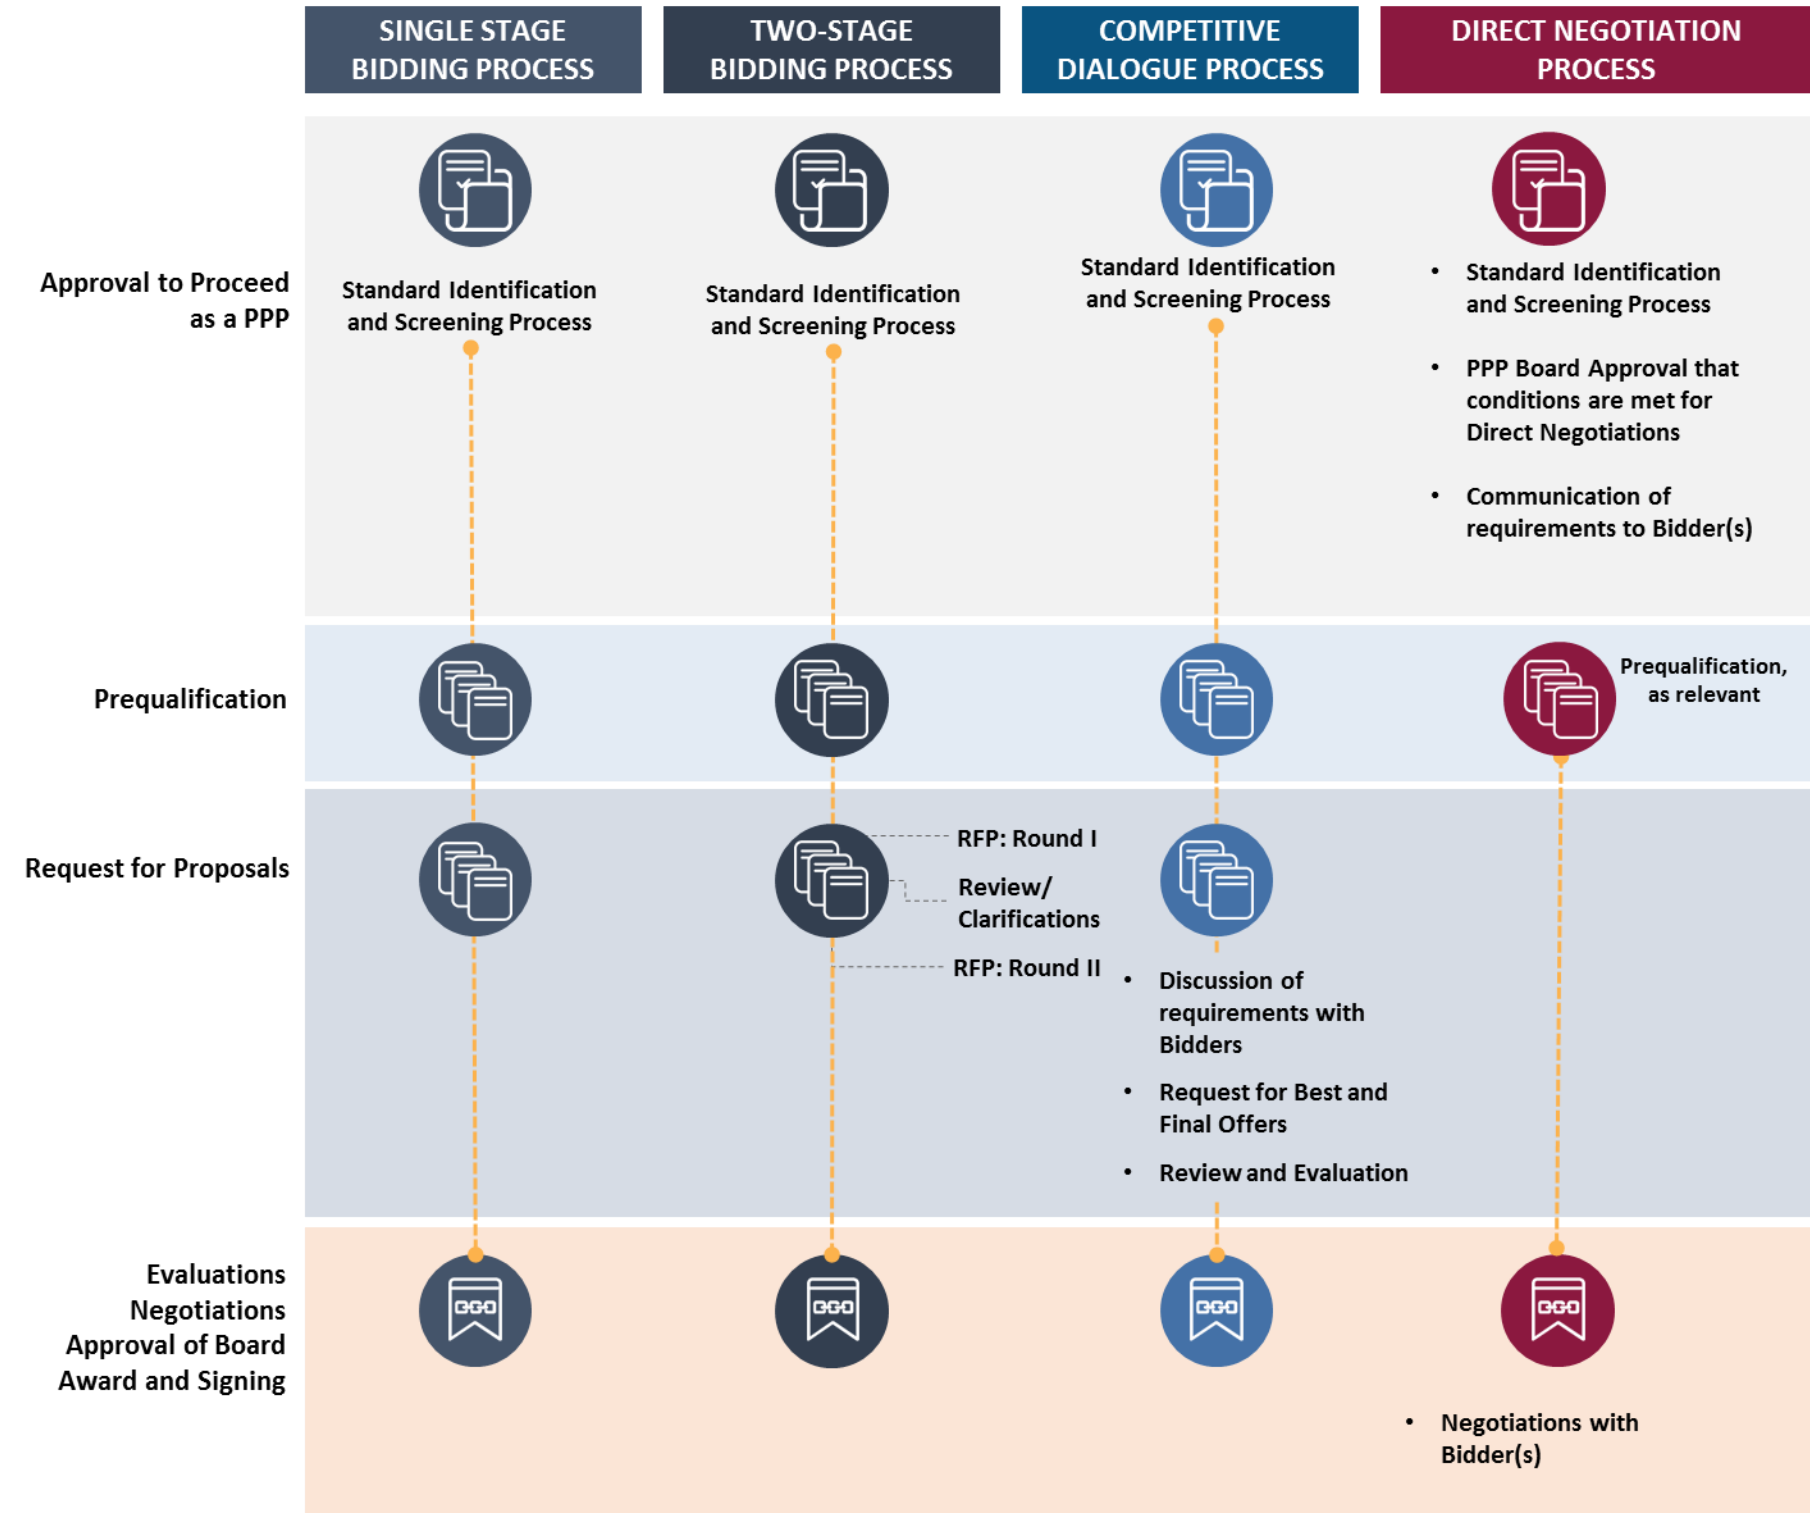 SINGLE STAGE
BIDDING PROCESS
TWO-STAGE
BIDDING PROCESS
COMPETITIVE
DIALOGUE PROCESS
DIRECT NEGOTIATION
PROCESS
Approval to Proceed
as a PPP
Standard Identification
and Screening Process
Standard Identification
and Screening Process
Standard Identification
and Screening Process
• Standard Identification
and Screening Process
• PPP Board Approval that
conditions are met for
Direct Negotiations
• Communication of
requirements to Bidder(s)
Prequalification
Prequalification,
as relevant
Request for Proposals
RFP: Round I
Review/
Clarifications
RFP: Round II
• Discussion of
requirements with
Bidders
• Request for Best and
Final Offers
• Review and Evaluation
Evaluations
Negotiations
Approval of Board
Award and Signing
• Negotiations with
Bidder(s)